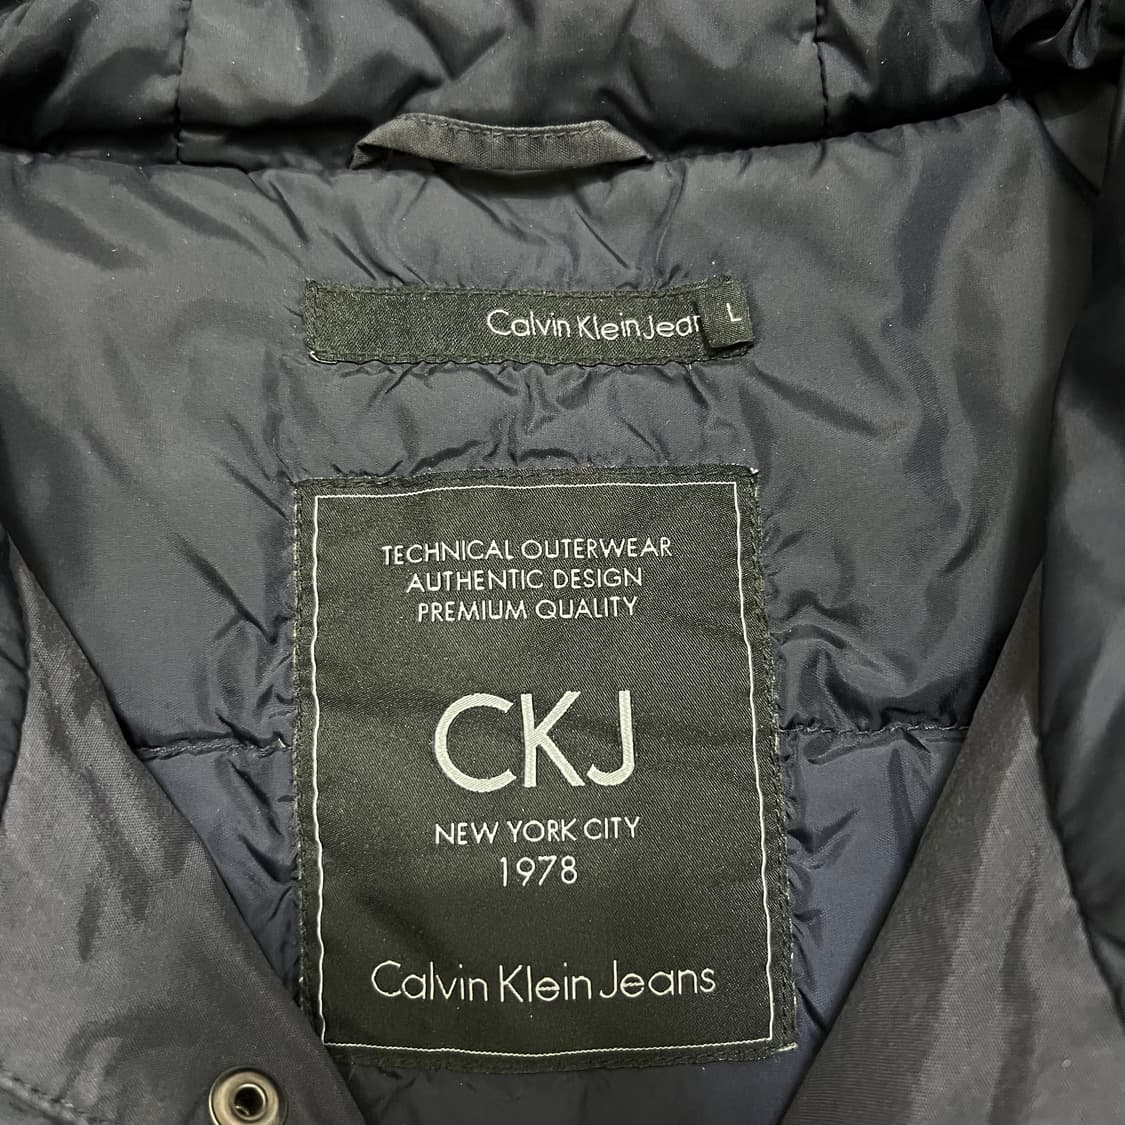 Calvin Klein Jean
L
TECHNICAL OUTERWEAR
AUTHENTIC DESIGN
PREMIUM QUALITY
CKJ
NEW YORK CITY
1978
Calvin Klein Jeans